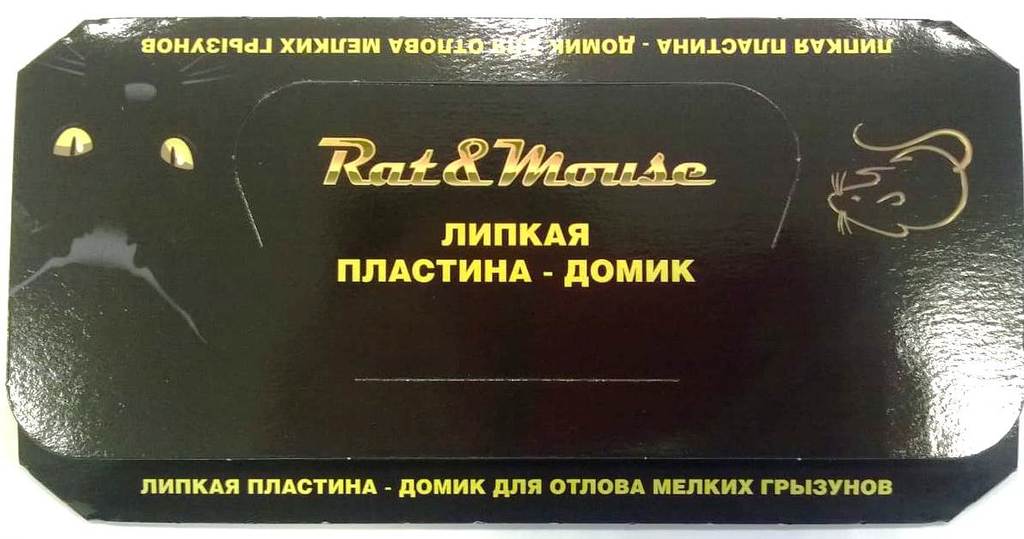 ЛИПКАЯ ПЛАСТИНА - ДОМИК ДЛЯ ОТЛОВА МЕЛКИХ ГРЫЗУНОВ
Rat&Mouse
ЛИПКАЯ
ПЛАСТИНА - ДОМИК
ЛИПКАЯ ПЛАСТИНА - ДОМИК ДЛЯ ОТЛОВА МЕЛКИХ ГРЫЗУНОВ